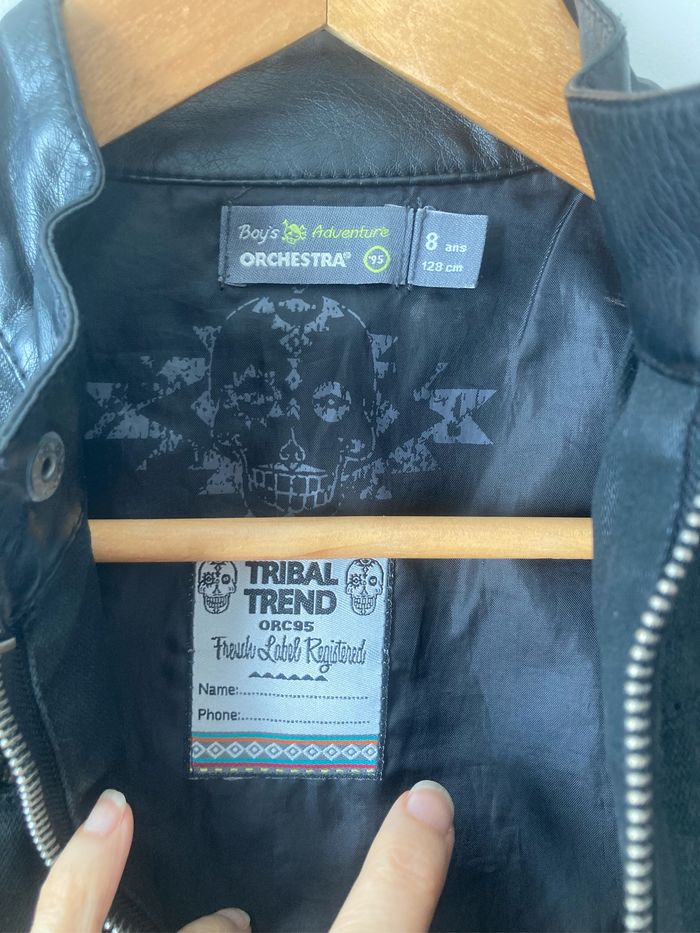 Boy's Adventure
ORCHESTRA® '95
8 ans
128 cm
TRIBAL
TREND
ORC95
French Label Registered
Name:
Phone: